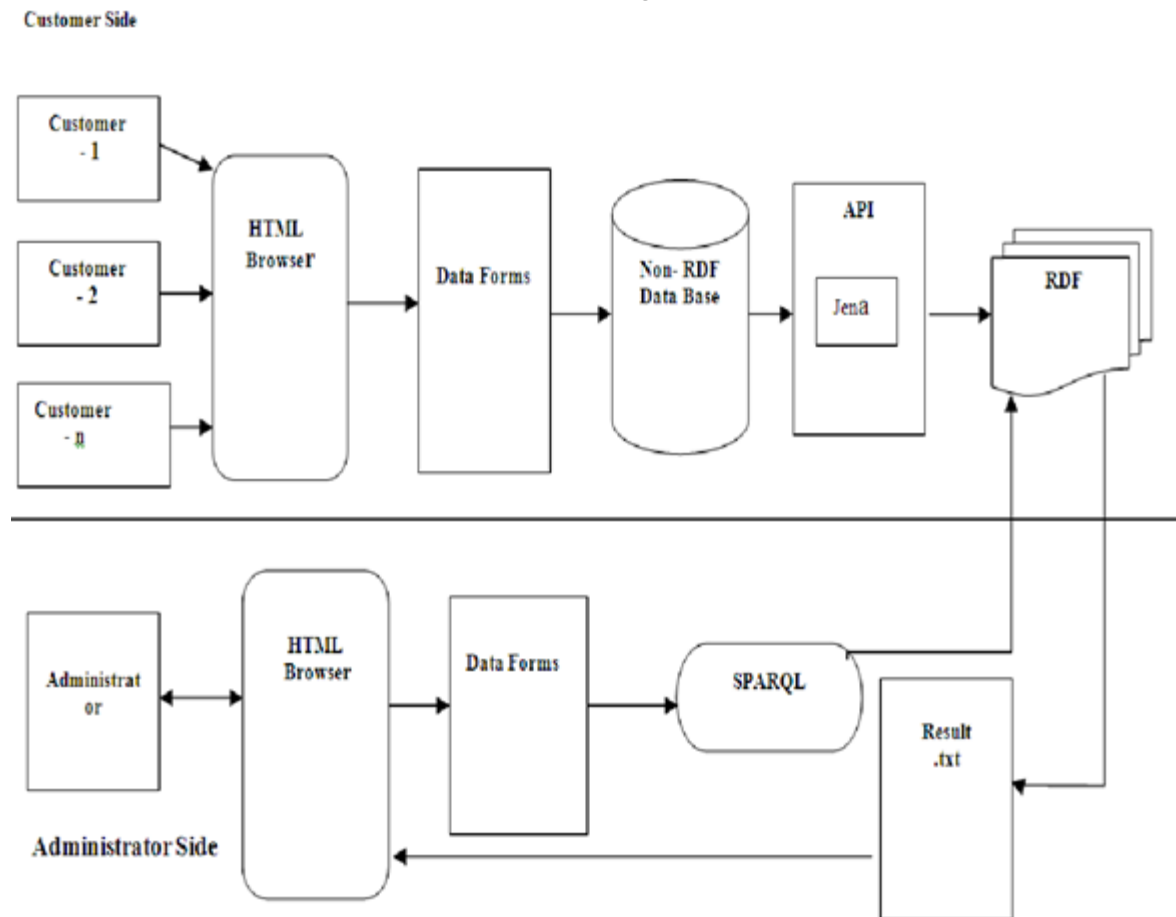 Customer Side
Customer
- 1
Customer
- 2
Customer
- n
HTML
Browser
Data Forms
Non- RDF
Data Base
API
Jena
RDF
Administrat
or
HTML
Browser
Data Forms
SPARQL
Result
.txt
Administrator Side